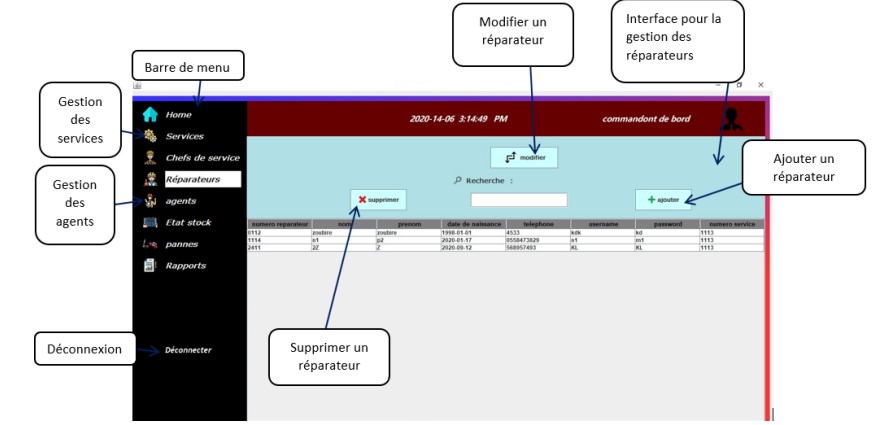 Modifier un
réparateur
Interface pour la
gestion des
réparateurs
Barre de menu
Gestion
des
services
Gestion
des
agents
Déconnexion
Ajouter un
réparateur
Supprimer un
réparateur
Home
Services
Chefs de service
Réparateurs
agents
Etat stock
pannes
Rapports
Déconnecter
2020-14-06 3:14:49 PM
commandont de bord
modifier
Recherche :
supprimer
ajouter
numero reparateur nom prenom date de naissance telephone username password numero service
0112 zoubire zoubire 1998-01-01 4533 kdk kd 1113
1114 n1 p2 2020-01-17 0558473829 s1 m1 1113
2411 2Z Z 2020-09-12 568957493 KL KL 1113